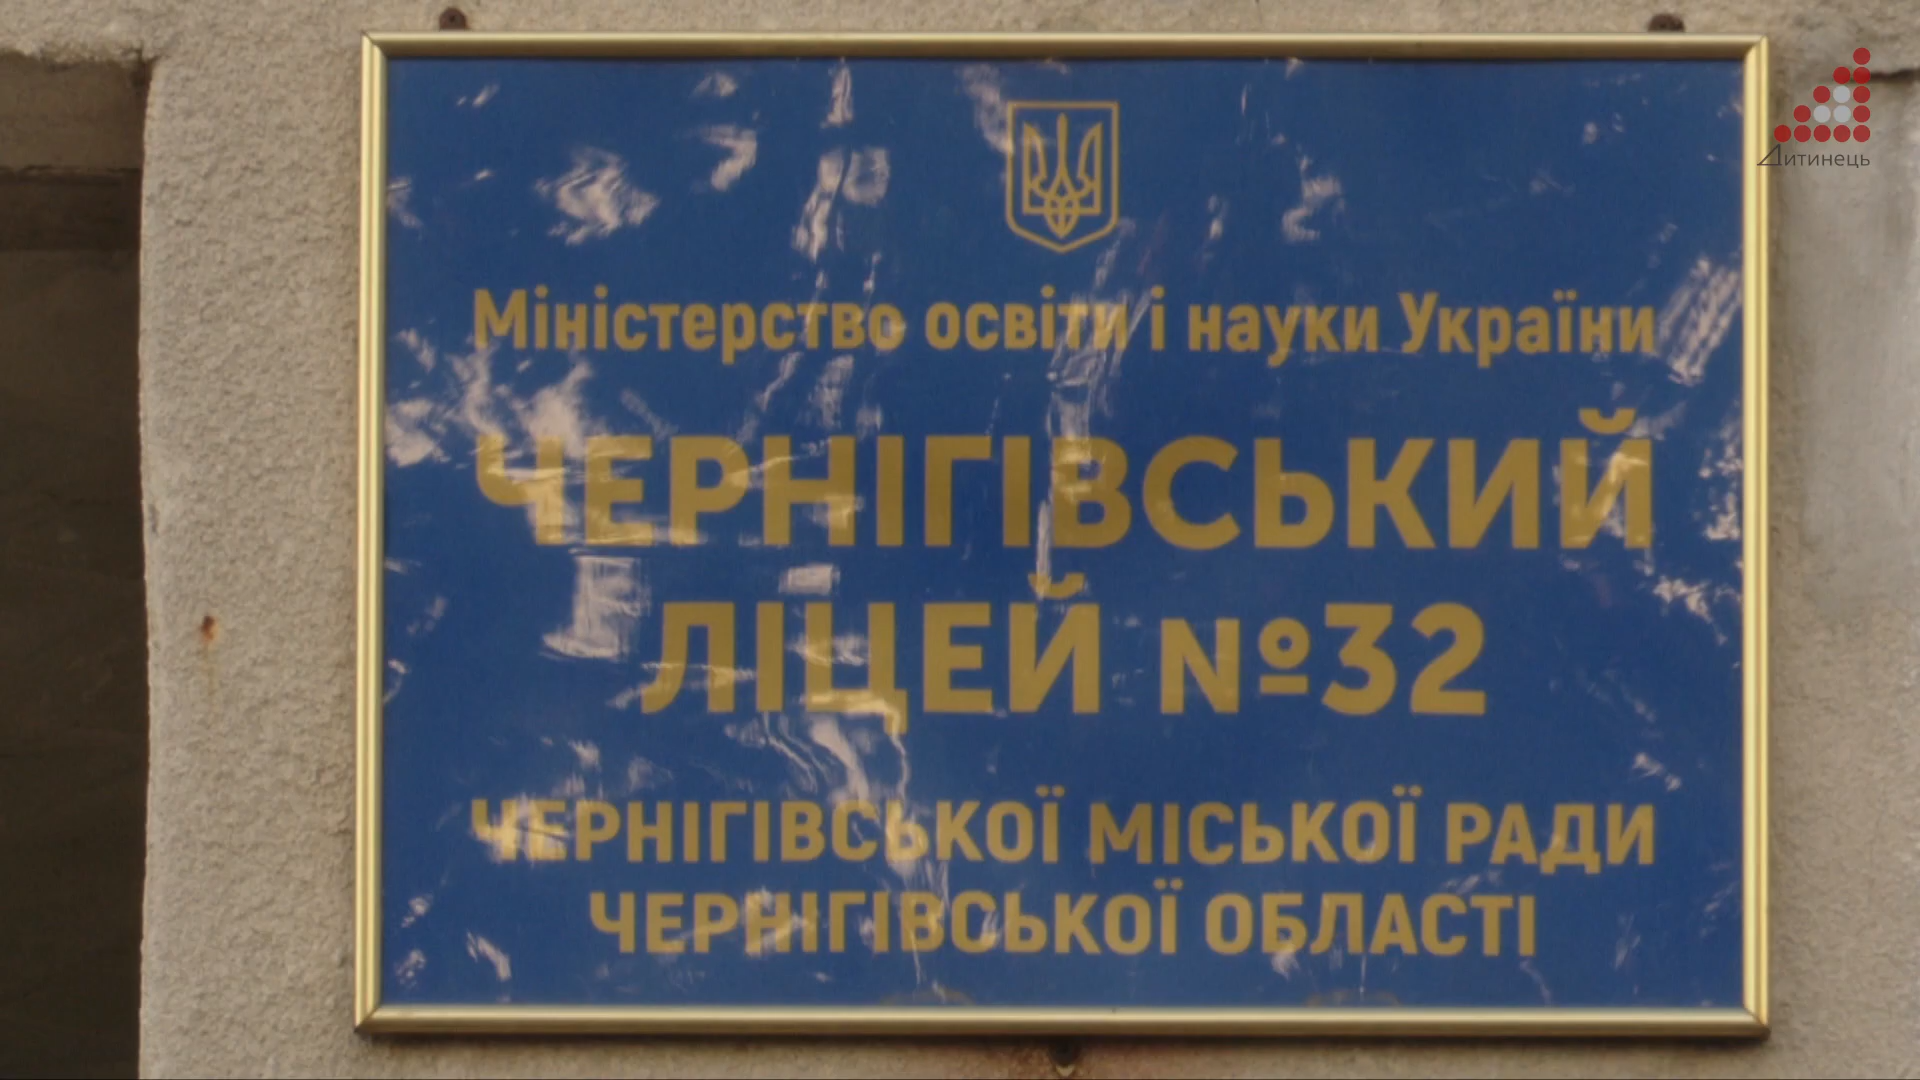 Дитинець
Міністерство освіти і науки України
ЧЕРНІГІВСЬКИЙ
ЛІЦЕЙ №32
ЧЕРНІГІВСЬКОЇ МІСЬКОЇ РАДИ
ЧЕРНІГІВСЬКОЇ ОБЛАСТІ